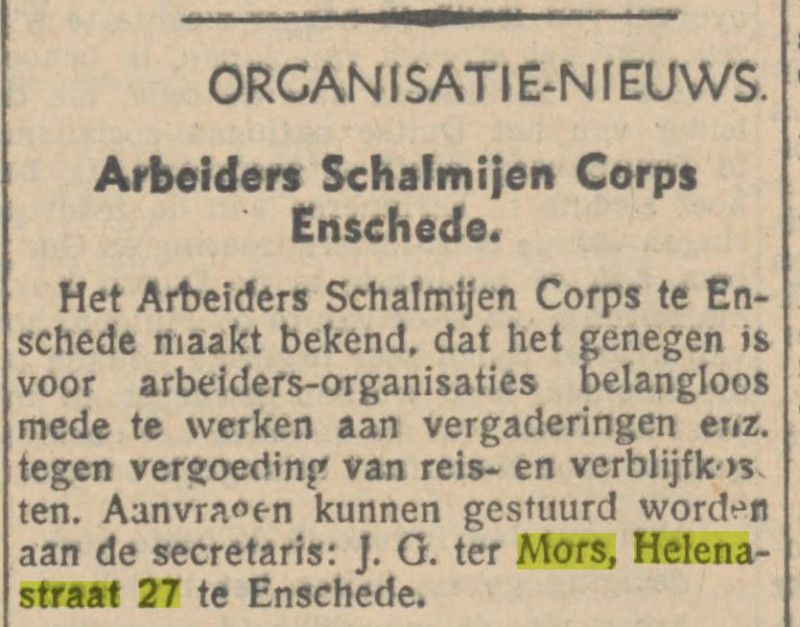 ORGANISATIE-NIEUWS.
Arbeiders Schalmijen Corps
Enschede.
Het Arbeiders Schalmijen Corps te En-
schede maakt bekend, dat het genegen is
voor arbeiders-organisaties belangloos
mede te werken aan vergaderingen enz.
tegen vergoeding van reis- en verblijfkos
ten. Aanvragen kunnen gestuurd worden
aan de secretaris: J. G. ter Mors, Helena-
straat 27 te Enschede.